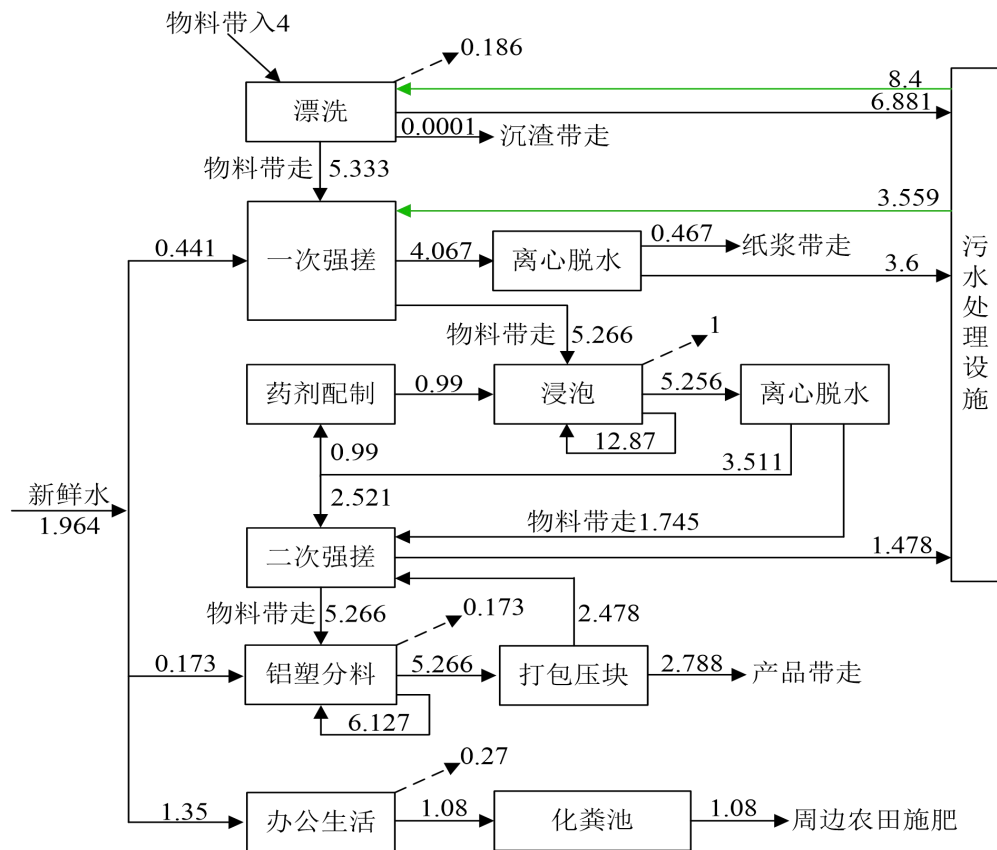 物料带入4
0.186
8.4
漂洗
6.881
0.0001
沉渣带走
物料带走
5.333
3.559
0.441
一次强搓
4.067
离心脱水
0.467
纸浆带走
3.6
污水处理设施
物料带走
5.266
1
药剂配制
0.99
浸泡
5.256
离心脱水
12.87
0.99
3.511
新鲜水
1.964
2.521
物料带走1.745
二次强搓
1.478
物料带走
5.266
0.173
2.478
0.173
铝塑分料
5.266
打包压块
2.788
产品带走
6.127
0.27
1.35
办公生活
1.08
化粪池
1.08
周边农田施肥